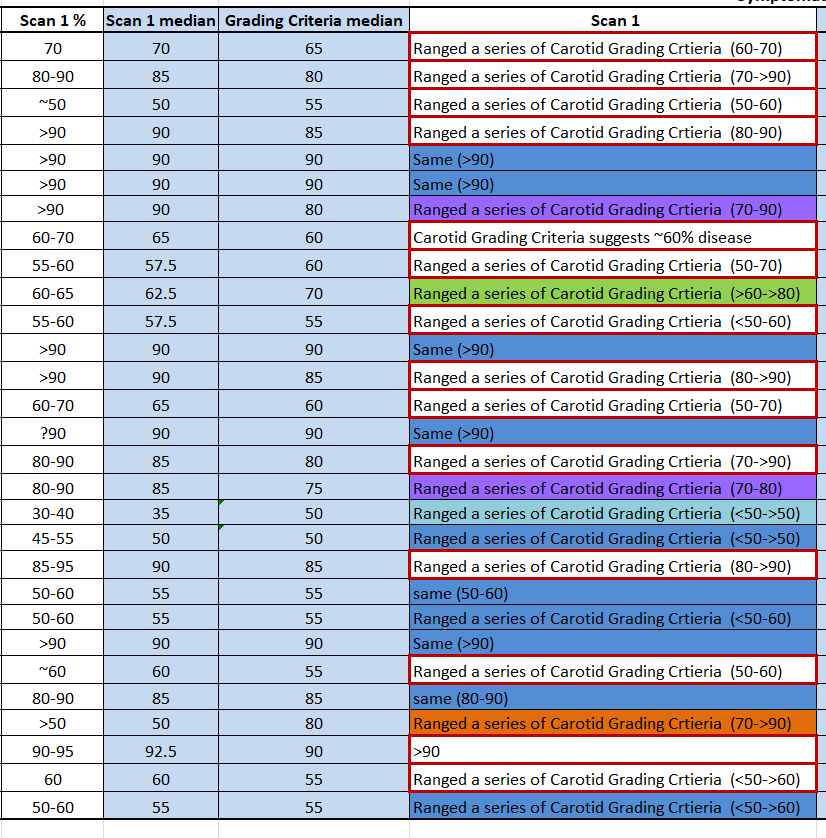 Scan 1 % Scan 1 median Grading Criteria median Scan 1
70 70 65 Ranged a series of Carotid Grading Crtieria (60-70)
80-90 85 80 Ranged a series of Carotid Grading Crtieria (70->90)
~50 50 55 Ranged a series of Carotid Grading Crtieria (50-60)
>90 90 85 Ranged a series of Carotid Grading Crtieria (80-90)
>90 90 90 Same (>90)
>90 90 90 Same (>90)
>90 90 80 Ranged a series of Carotid Grading Crtieria (70-90)
60-70 65 60 Carotid Grading Criteria suggests ~60% disease
55-60 57.5 60 Ranged a series of Carotid Grading Crtieria (50-70)
60-65 62.5 70 Ranged a series of Carotid Grading Crtieria (>60->80)
55-60 57.5 55 Ranged a series of Carotid Grading Crtieria (<50-60)
>90 90 90 Same (>90)
>90 90 85 Ranged a series of Carotid Grading Crtieria (80->90)
60-70 65 60 Ranged a series of Carotid Grading Crtieria (50-70)
?90 90 90 Same (>90)
80-90 85 80 Ranged a series of Carotid Grading Crtieria (70->90)
80-90 85 75 Ranged a series of Carotid Grading Crtieria (70-80)
30-40 35 50 Ranged a series of Carotid Grading Crtieria (<50->50)
45-55 50 50 Ranged a series of Carotid Grading Crtieria (<50->50)
85-95 90 85 Ranged a series of Carotid Grading Crtieria (80->90)
50-60 55 55 same (50-60)
50-60 55 55 Ranged a series of Carotid Grading Crtieria (<50-60)
>90 90 90 Same (>90)
~60 60 55 Ranged a series of Carotid Grading Crtieria (50-60)
80-90 85 85 same (80-90)
>50 50 80 Ranged a series of Carotid Grading Crtieria (70->90)
90-95 92.5 90 >90
60 60 55 Ranged a series of Carotid Grading Crtieria (<50->60)
50-60 55 55 Ranged a series of Carotid Grading Crtieria (<50->60)